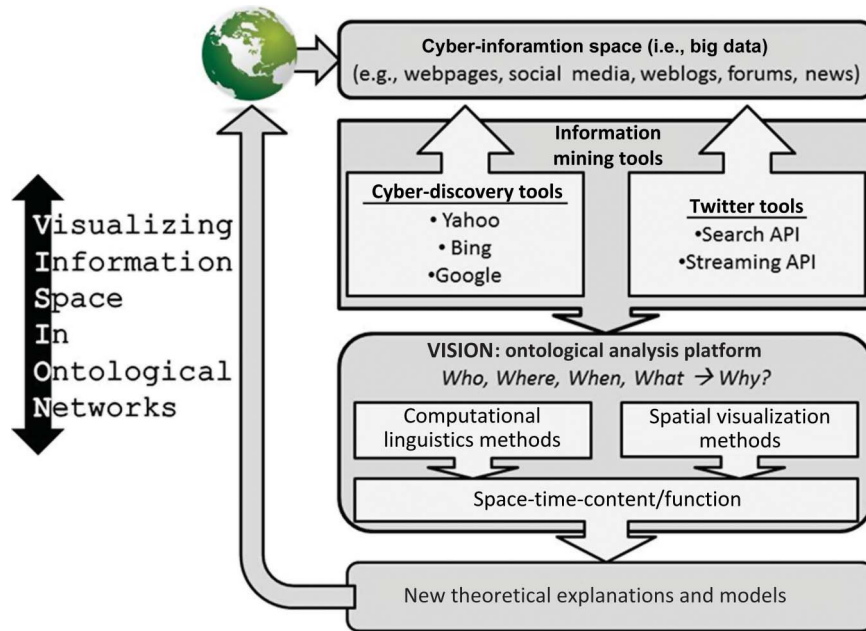 Cyber-inforamtion space (i.e., big data)
(e.g., webpages, social media, weblogs, forums, news)
Information
mining tools
Cyber-discovery tools
• Yahoo
• Bing
•Google
Twitter tools
•Search API
•Streaming API
Visualizing
Information
Space
In
Ontological
Networks
VISION: ontological analysis platform
Who, Where, When, What → Why?
Computational
linguistics methods
Spatial visualization
methods
Space-time-content/function
New theoretical explanations and models